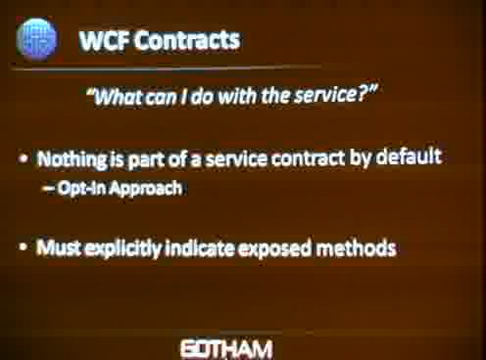 WCF Contracts
"What can I do with the service?"
• Nothing is part of a service contract by default
– Opt-In Approach
• Must explicitly indicate exposed methods
GOTHAM